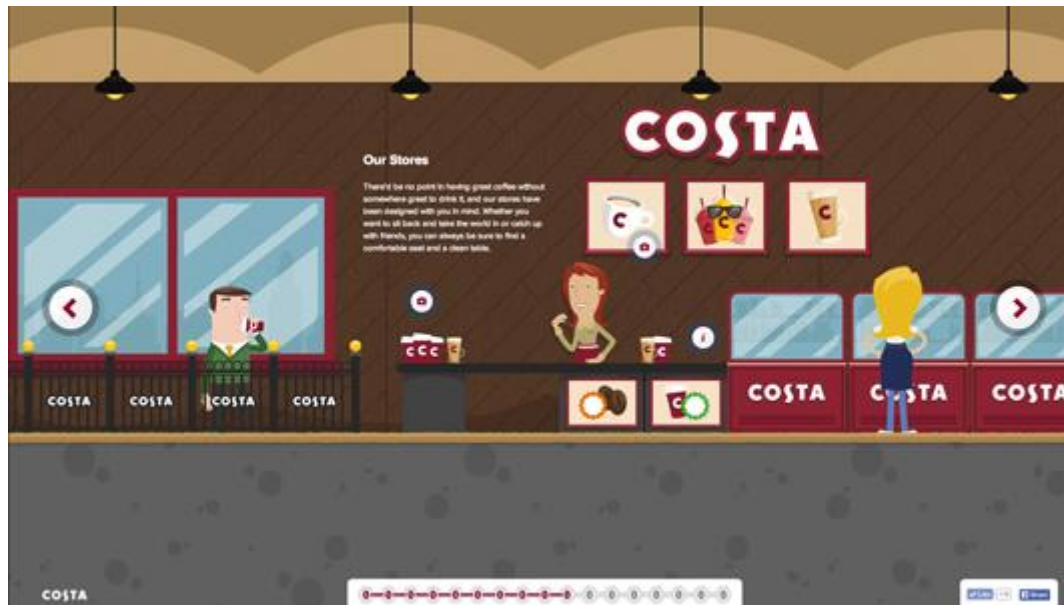 COSTA
Our Stores
There'd be no point in having great coffee without
somewhere great to drink it, and our stores have
been designed with you in mind. Whether you
want to sit back and take the world in or catch up
with friends, you can always be sure to find a
comfortable seat and a clean table.
C
C C C
C
C C C
C
C
C
COSTA COSTA COSTA COSTA
C
COSTA COSTA COSTA
COSTA
Share